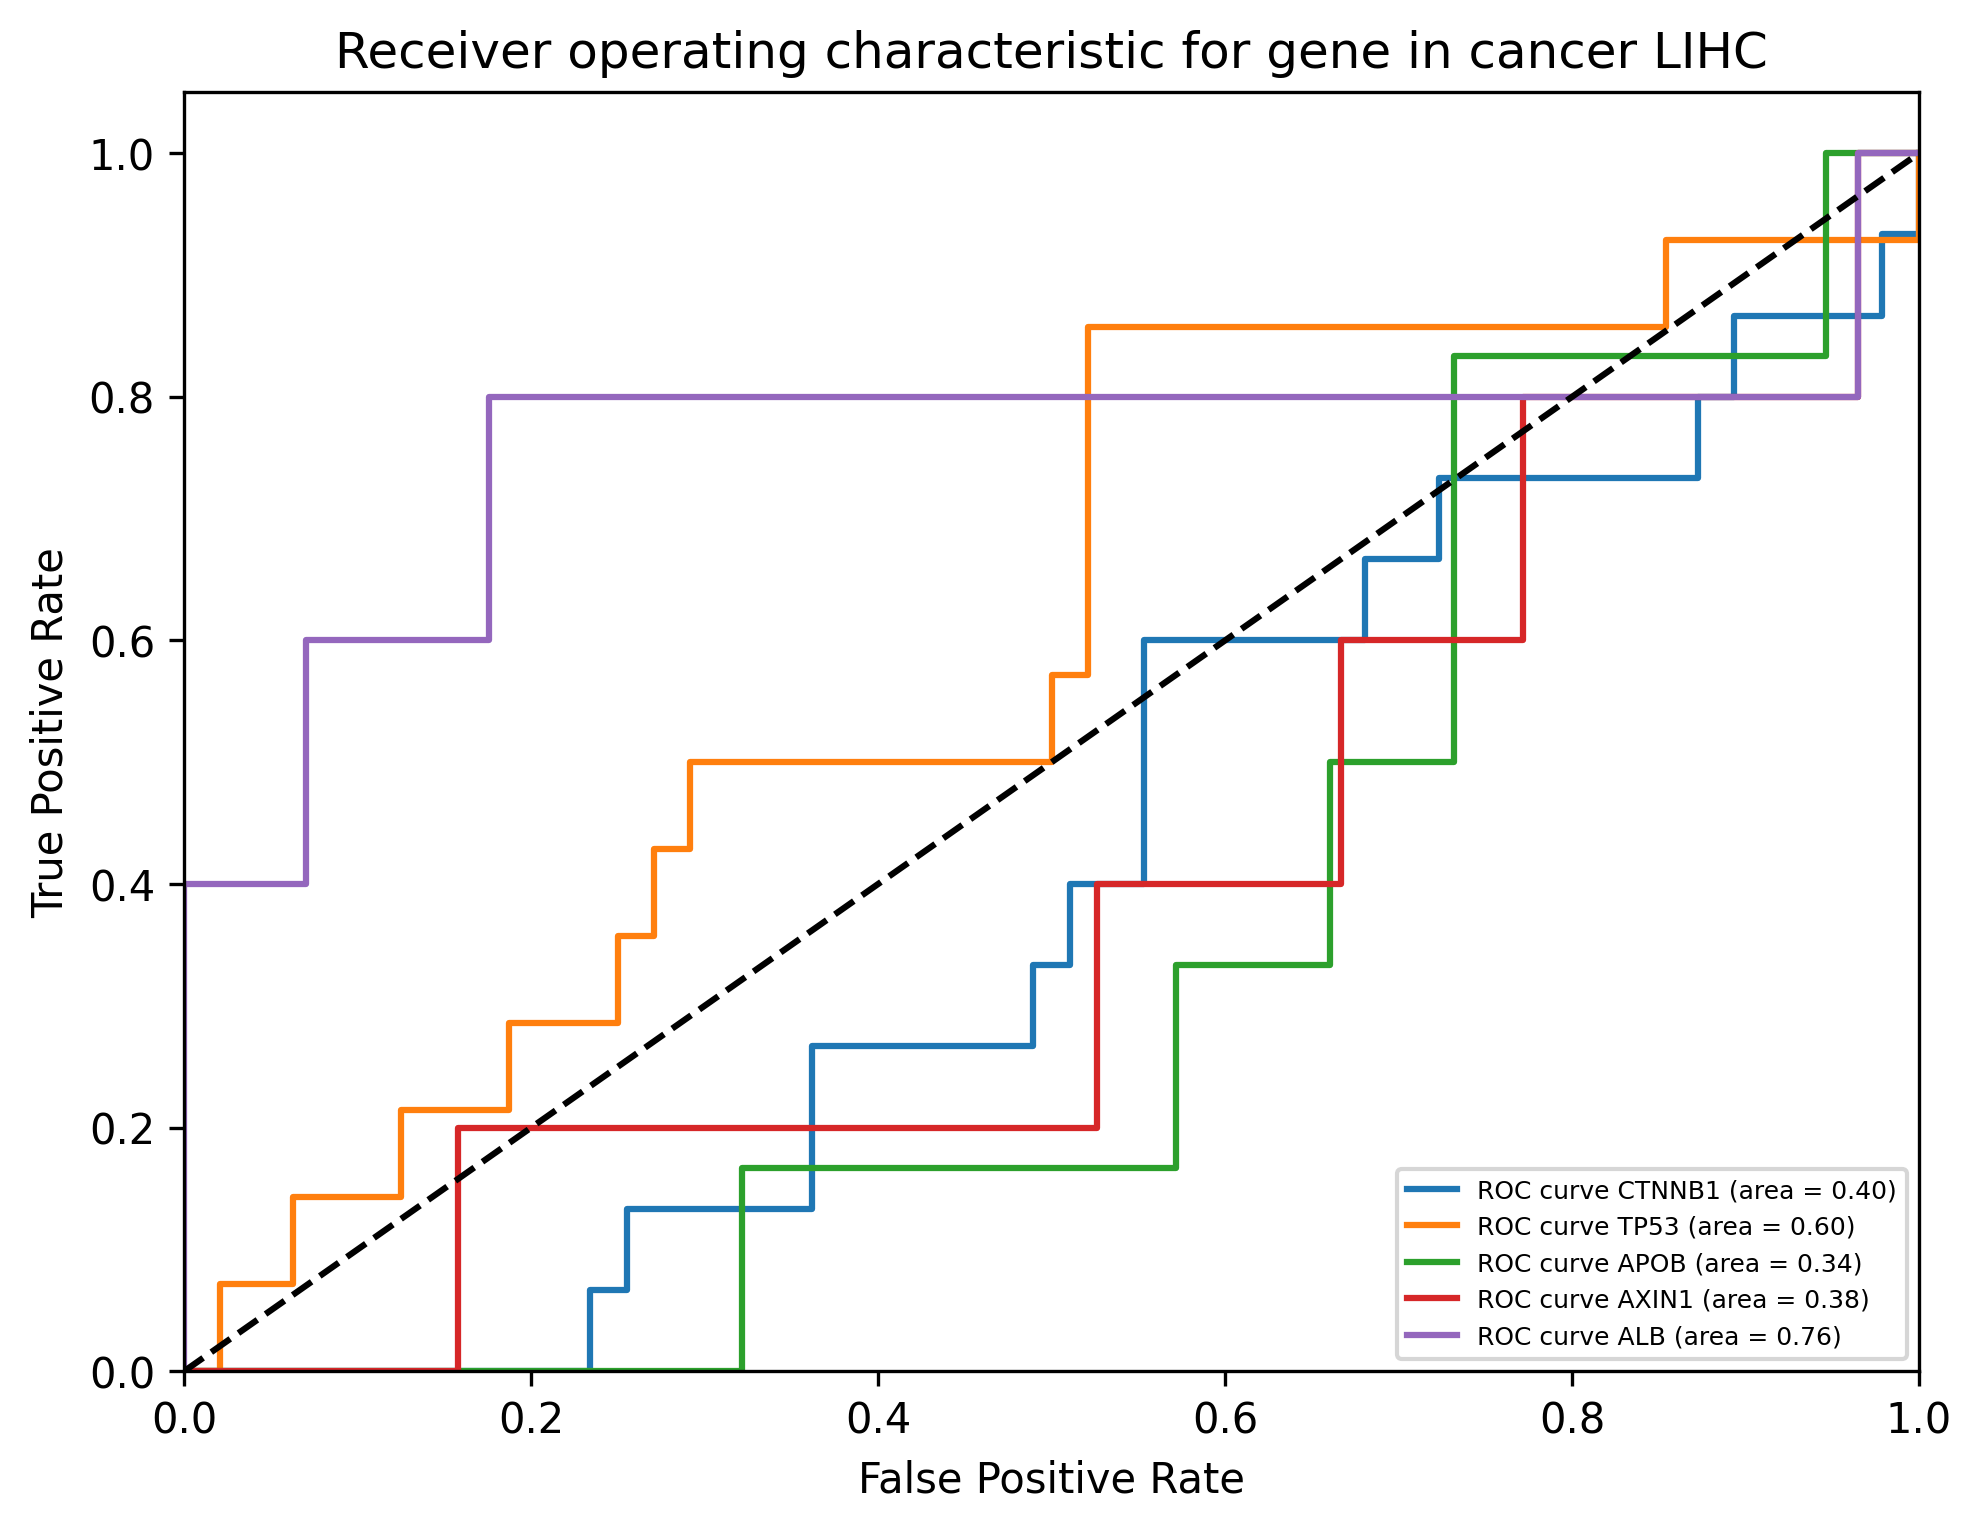 Receiver operating characteristic for gene in cancer LIHC
True Positive Rate
1.0
0.8
0.6
0.4
0.2
0.0
ROC curve CTNNB1 (area = 0.40)
ROC curve TP53 (area = 0.60)
ROC curve APOB (area = 0.34)
ROC curve AXIN1 (area = 0.38)
ROC curve ALB (area = 0.76)
0.0 0.2 0.4 0.6 0.8 1.0
False Positive Rate